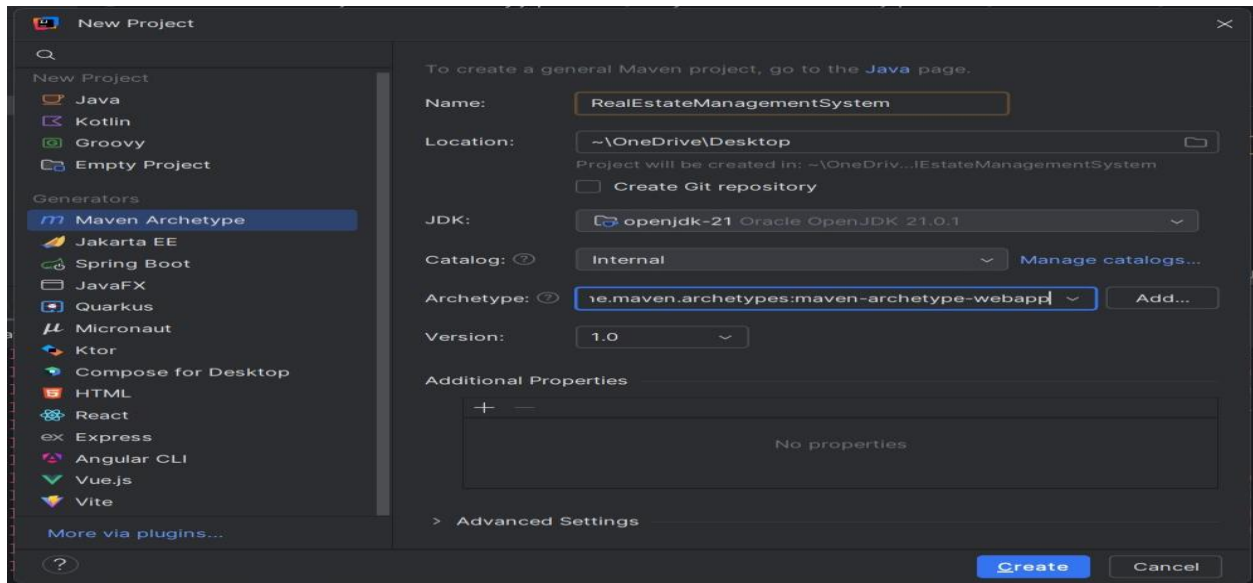 New Project
New Project
Java
Kotlin
Groovy
Empty Project
Generators
Maven Archetype
Jakarta EE
Spring Boot
JavaFX
Quarkus
Micronaut
Ktor
Compose for Desktop
HTML
React
Express
Angular CLI
Vue.js
Vite
More via plugins...
?
To create a general Maven project, go to the Java page.
Name: RealEstateManagementSystem
Location: ~\OneDrive\Desktop
Project will be created in: ~\OneDriv...lEstateManagementSystem
Create Git repository
JDK: openjdk-21 Oracle OpenJDK 21.0.1
Catalog: ? Internal Manage catalogs...
Archetype: ? ne.maven.archetypes:maven-archetype-webapp Add...
Version: 1.0
Additional Properties
No properties
> Advanced Settings
Create Cancel